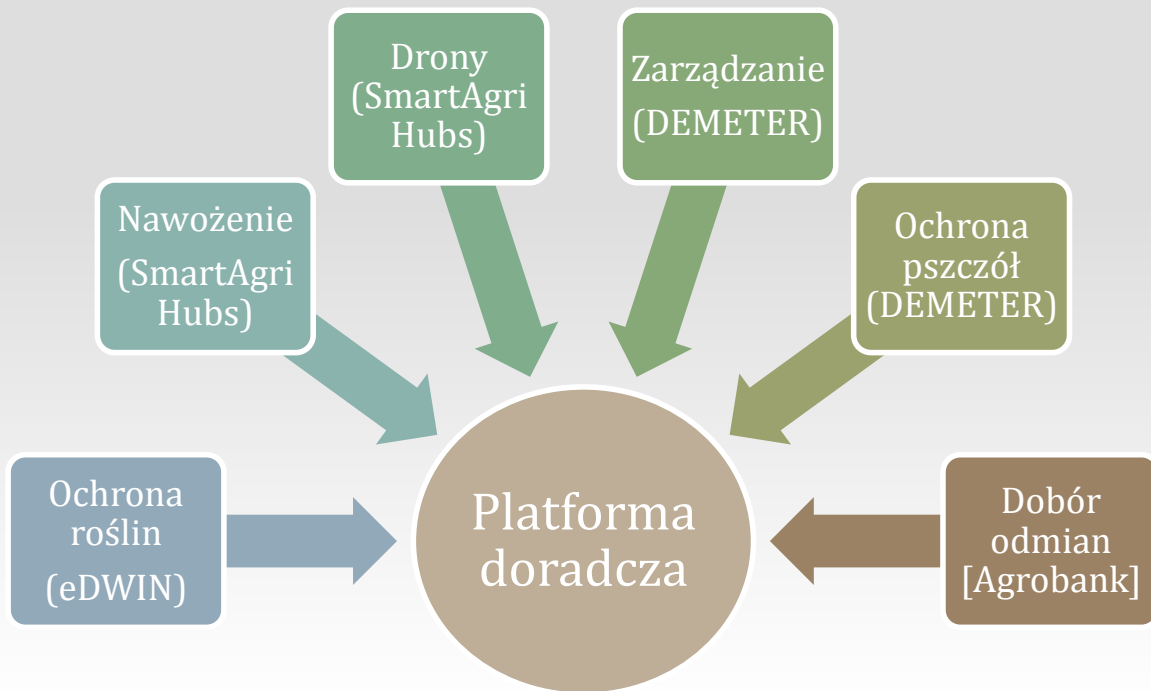 Drony
(SmartAgri
Hubs)
Zarządzanie
(DEMETER)
Nawożenie
(SmartAgri
Hubs)
Ochrona
pszczół
(DEMETER)
Ochrona
roślin
(eDWIN)
Platforma
doradcza
Dobór
odmian
[Agrobank]